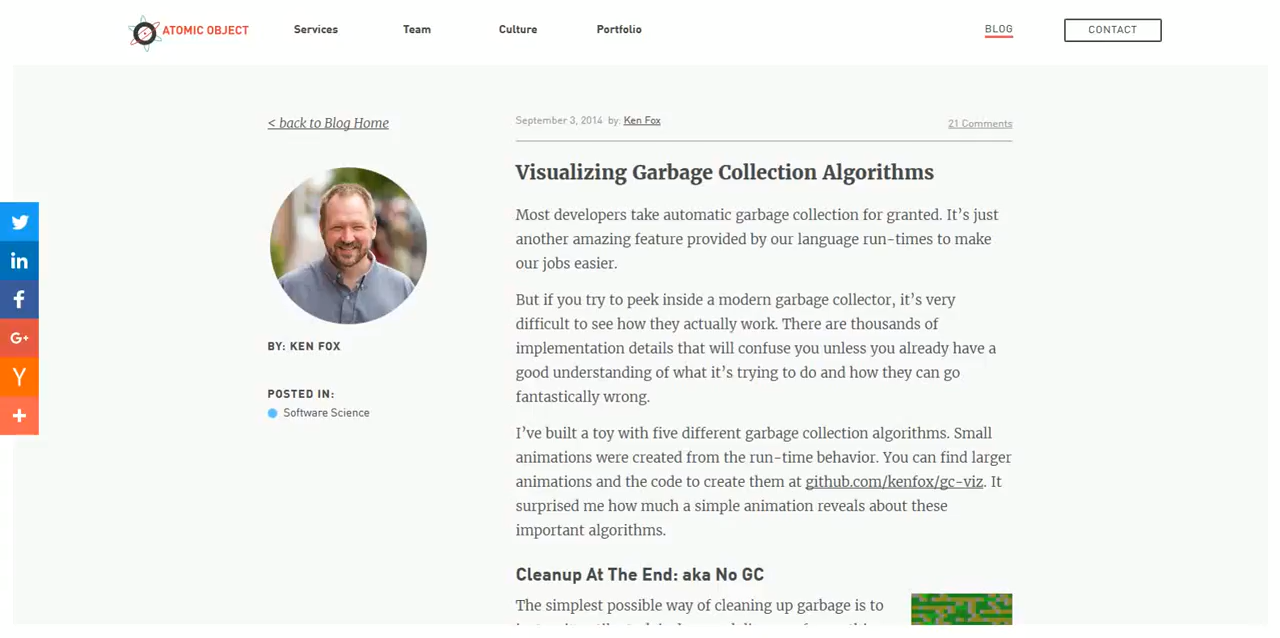 ATOMIC OBJECT
Services
Team
Culture
Portfolio
BLOG
CONTACT
< back to Blog Home
BY: KEN FOX
POSTED IN:
Software Science
September 3, 2014 by: Ken Fox
21 Comments
Visualizing Garbage Collection Algorithms
Most developers take automatic garbage collection for granted. It’s just
another amazing feature provided by our language run-times to make
our jobs easier.
But if you try to peek inside a modern garbage collector, it’s very
difficult to see how they actually work. There are thousands of
implementation details that will confuse you unless you already have a
good understanding of what it’s trying to do and how they can go
fantastically wrong.
I’ve built a toy with five different garbage collection algorithms. Small
animations were created from the run-time behavior. You can find larger
animations and the code to create them at github.com/kenfox/gc-viz. It
surprised me how much a simple animation reveals about these
important algorithms.
Cleanup At The End: aka No GC
The simplest possible way of cleaning up garbage is to